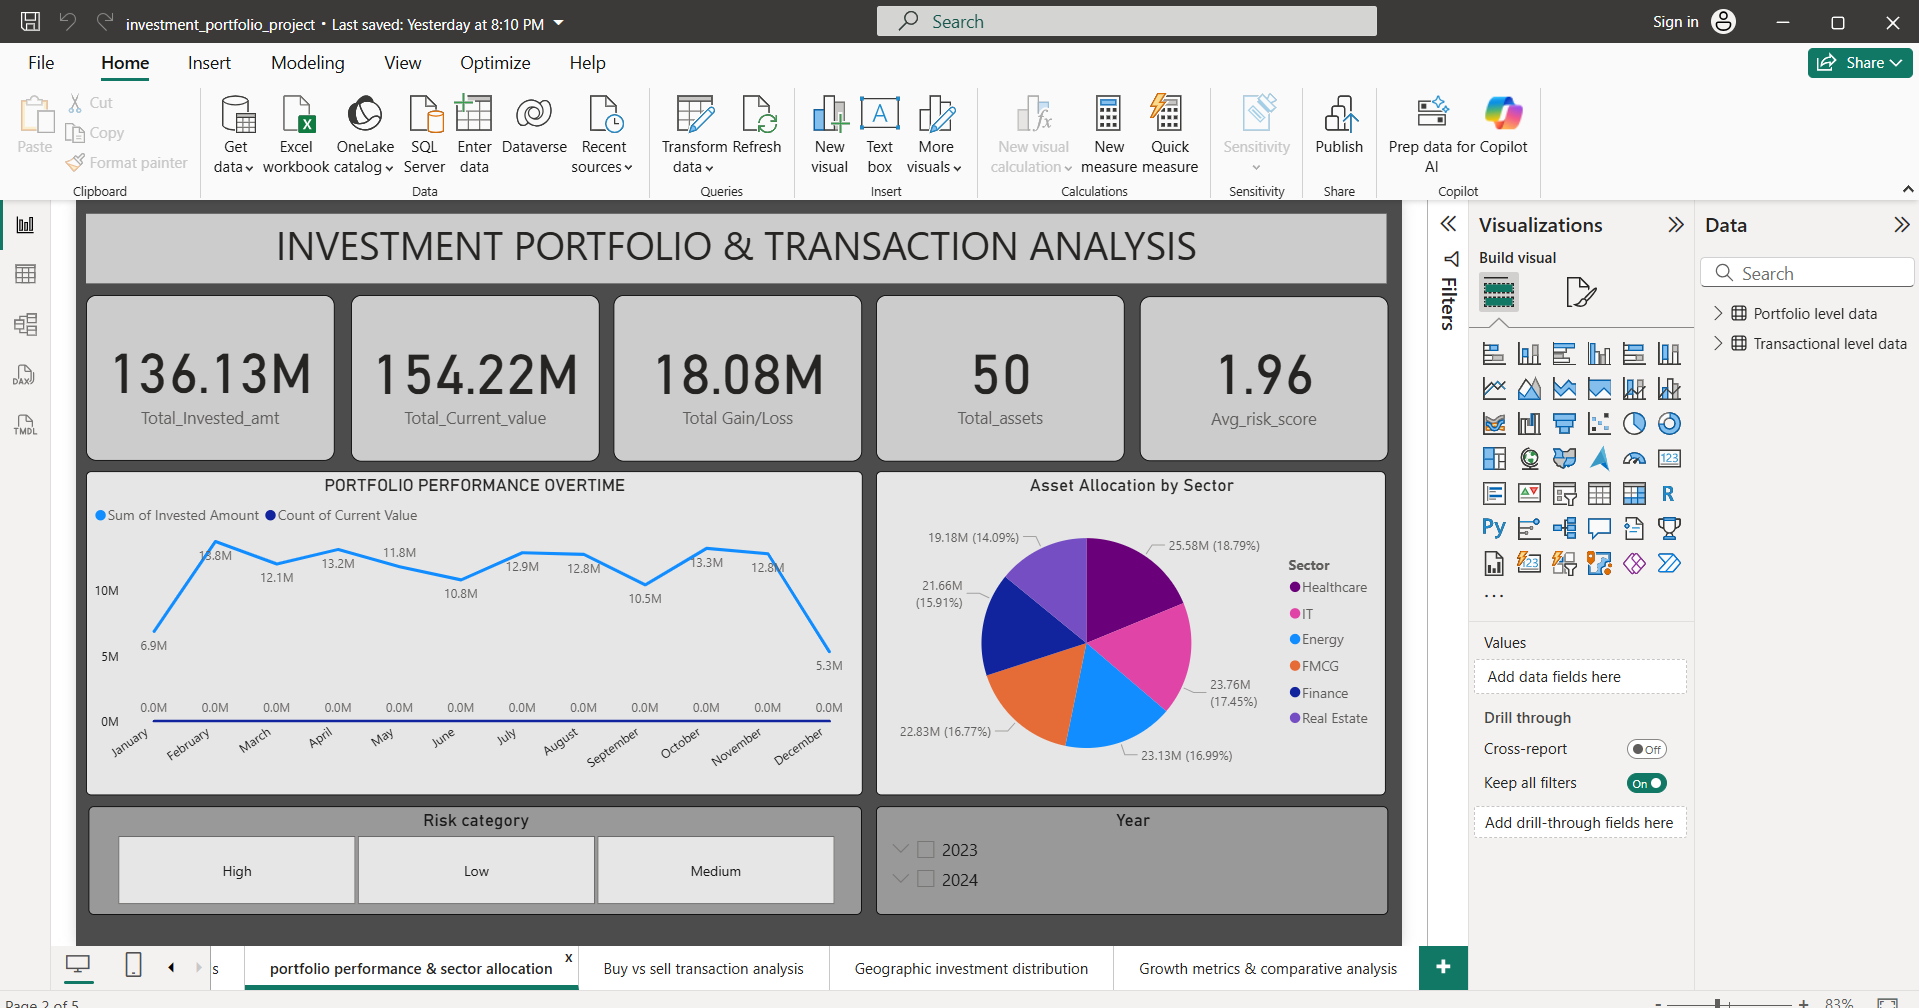 investment_portfolio_project • Last saved: Yesterday at 8:10 PM
Search
Sign in
File
Home
Insert
Modeling
View
Optimize
Help
Share
Paste
Cut
Copy
Format painter
Clipboard
Get data
Excel workbook
OneLake catalog
SQL Server
Enter data
Dataverse
Recent sources
Data
Transform data
Refresh
Queries
New visual
Text box
More visuals
Insert
New visual calculation
New measure
Quick measure
Calculations
Sensitivity
Sensitivity
Publish
Share
Prep data for AI
Copilot
Copilot
INVESTMENT PORTFOLIO & TRANSACTION ANALYSIS
136.13M
Total_Invested_amt
154.22M
Total_Current_value
18.08M
Total Gain/Loss
50
Total_assets
1.96
Avg_risk_score
PORTFOLIO PERFORMANCE OVERTIME
Sum of Invested Amount
Count of Current Value
10M
5M
0M
6.9M
13.8M
12.1M
13.2M
11.8M
10.8M
12.9M
12.8M
10.5M
13.3M
12.8M
5.3M
0.0M
0.0M
0.0M
0.0M
0.0M
0.0M
0.0M
0.0M
0.0M
0.0M
0.0M
0.0M
January
February
March
April
May
June
July
August
September
October
November
December
Asset Allocation by Sector
25.58M (18.79%)
23.76M
(17.45%)
23.13M (16.99%)
22.83M (16.77%)
21.66M
(15.91%)
19.18M (14.09%)
Sector
Healthcare
IT
Energy
FMCG
Finance
Real Estate
Risk category
High
Low
Medium
Year
2023
2024
Filters
Visualizations
Build visual
123
R
Py
123
...
Values
Add data fields here
Drill through
Cross-report
Off
Keep all filters
On
Add drill-through fields here
Data
Search
Portfolio level data
Transactional level data
DAX
TMDL
s
portfolio performance & sector allocation
x
Buy vs sell transaction analysis
Geographic investment distribution
Growth metrics & comparative analysis
+
Page 2 of 5
-
+
83%